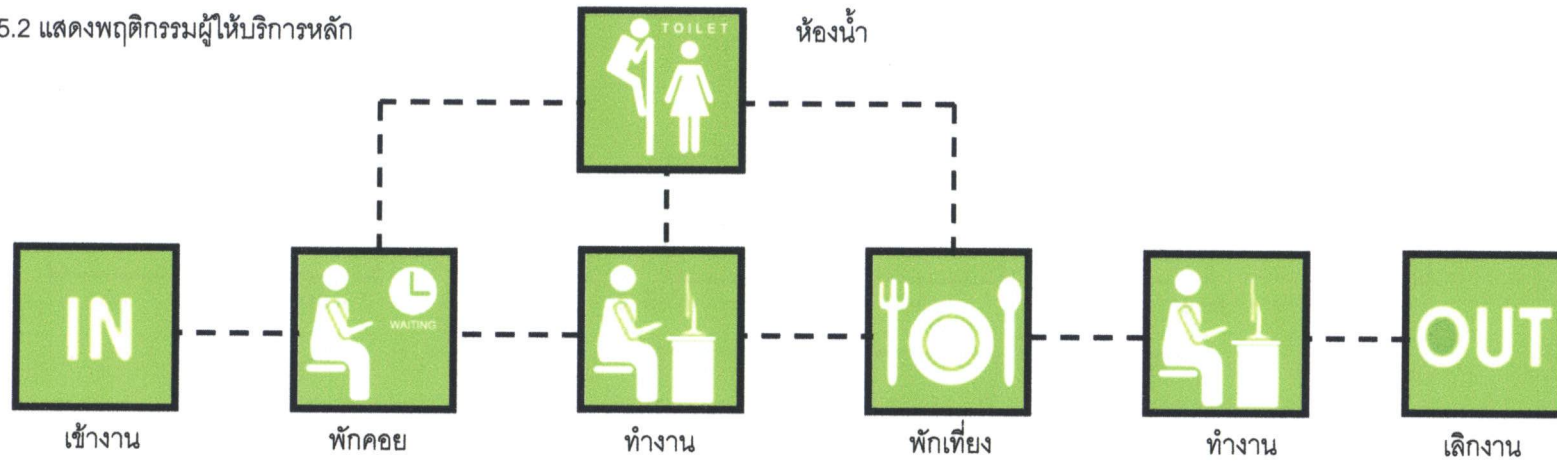 5.2 แสดงพฤติกรรมผู้ให้บริการหลัก
TOILET
ห้องน้ำ
IN
WAITING
OUT
เข้างาน
พักคอย
ทำงาน
พักเที่ยง
ทำงาน
เลิกงาน